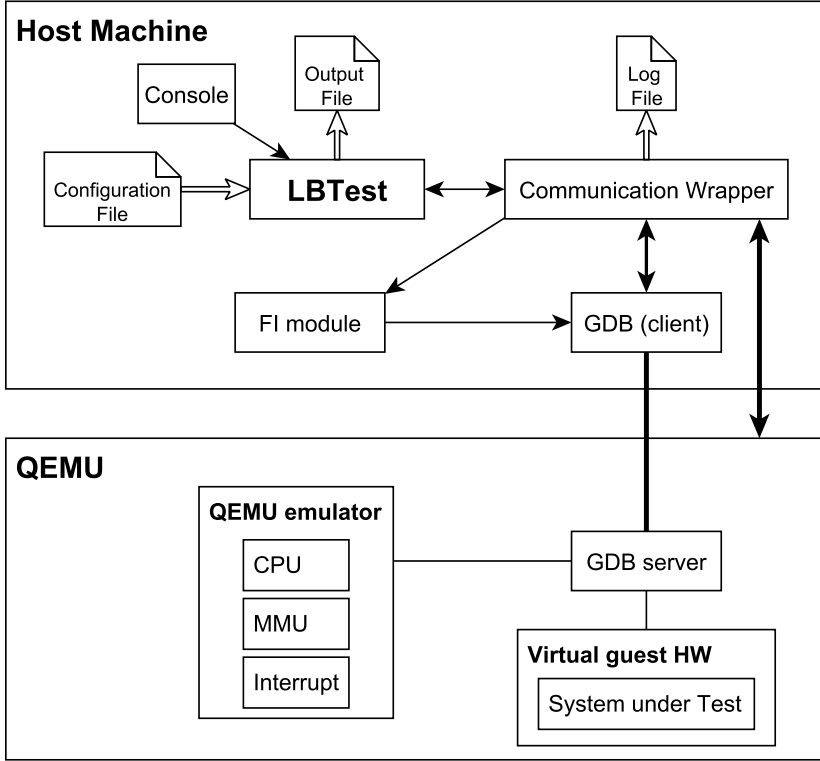 Host Machine
Console
Output
File
Log
File
Configuration
File
LBTest
Communication Wrapper
FI module
GDB (client)
QEMU
QEMU emulator
CPU
MMU
Interrupt
GDB server
Virtual guest HW
System under Test